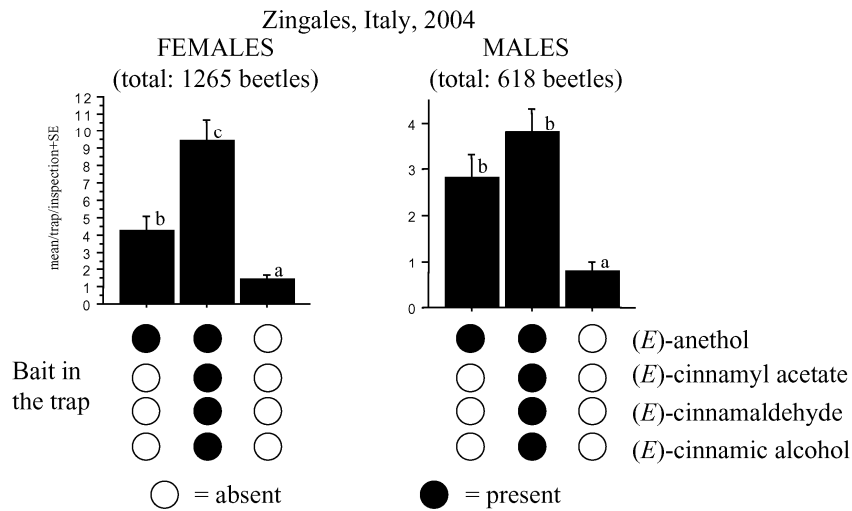 Zingales, Italy, 2004
FEMALES
(total: 1265 beetles)
MALES
(total: 618 beetles)
mean/trap/inspection+SE
12
11
10
9
8
7
6
5
4
3
2
1
0
b
c
a
4
3
2
1
0
b
b
a
Bait in
the trap
(E)-anethol
(E)-cinnamyl acetate
(E)-cinnamaldehyde
(E)-cinnamic alcohol
= absent
= present